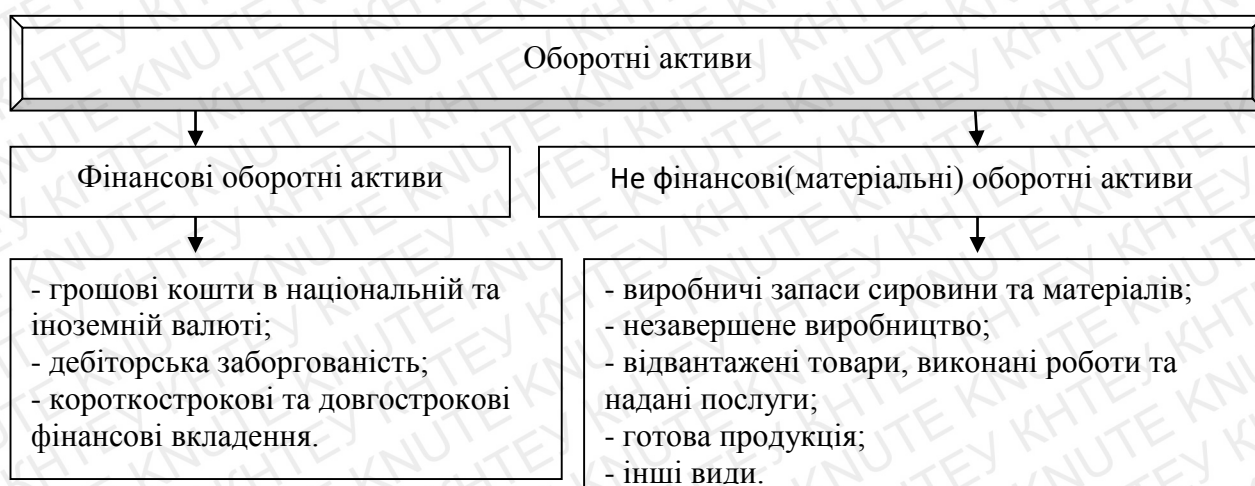 Оборотні активи
Фінансові оборотні активи
Не фінансові(матеріальні) оборотні активи
- грошові кошти в національній та
іноземній валюті;
- дебіторська заборгованість;
- короткострокові та довгострокові
фінансові вкладення.
- виробничі запаси сировини та матеріалів;
- незавершене виробництво;
- відвантажені товари, виконані роботи та
надані послуги;
- готова продукція;
- інші види.